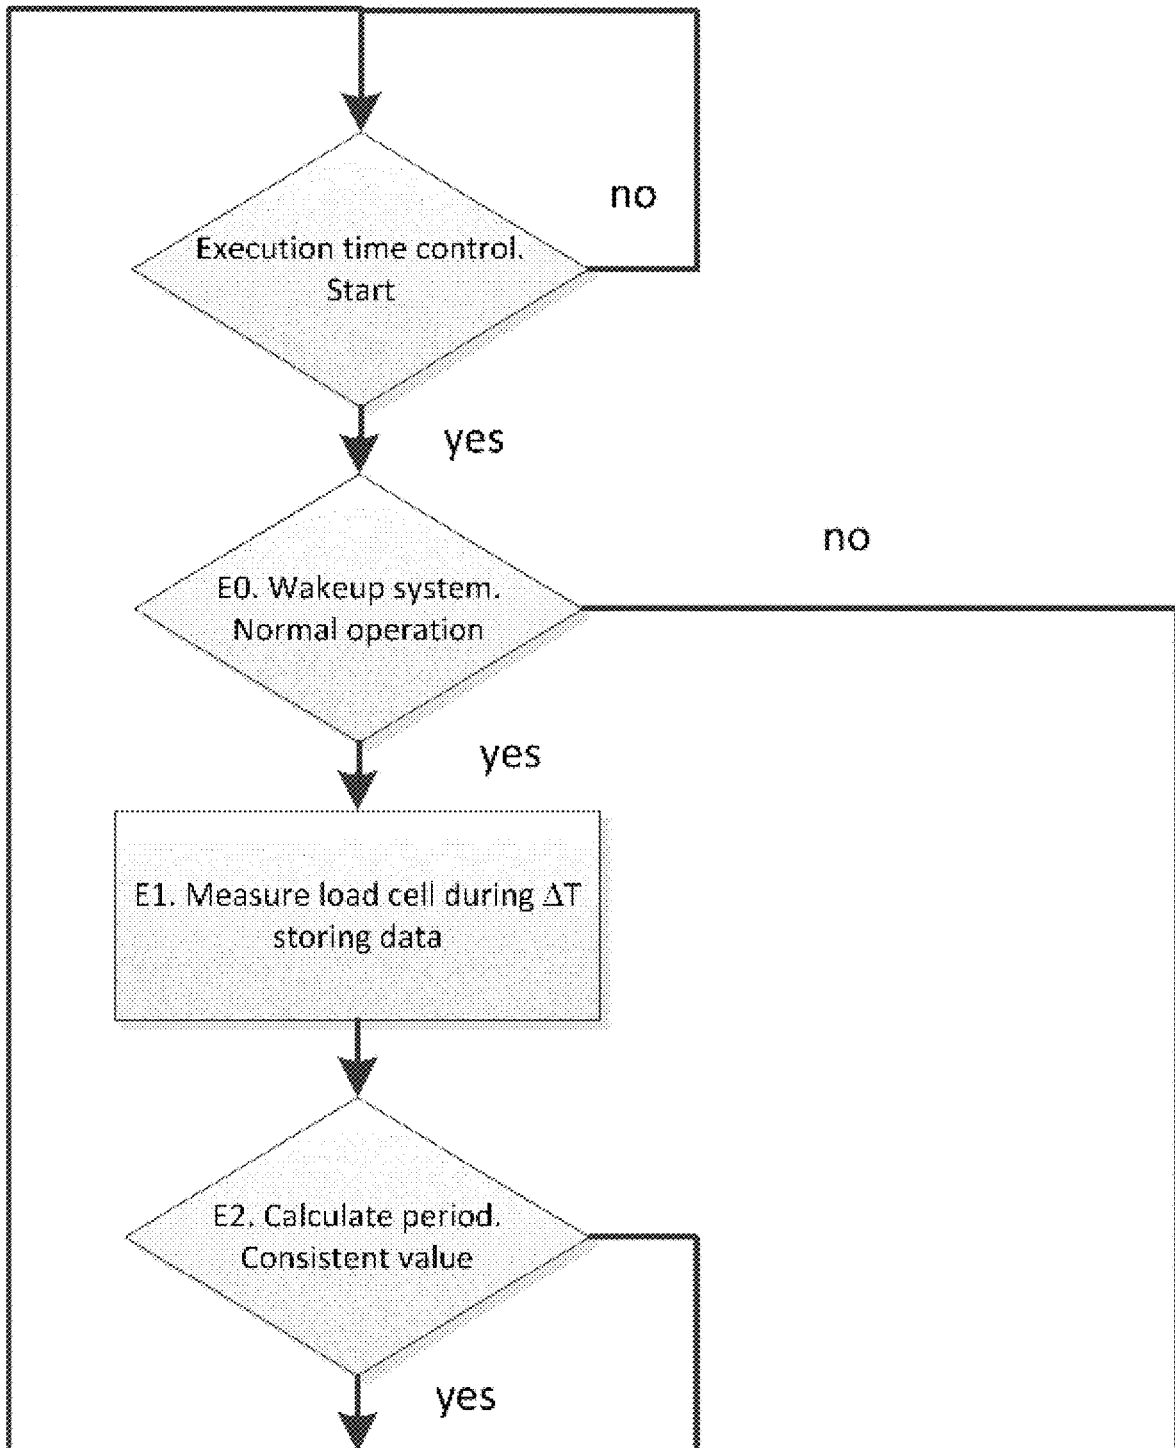 no
Execution time control.
Start
yes
no
E0. Wakeup system.
Normal operation
yes
E1. Measure load cell during ΔT
storing data
E2. Calculate period.
Consistent value
yes